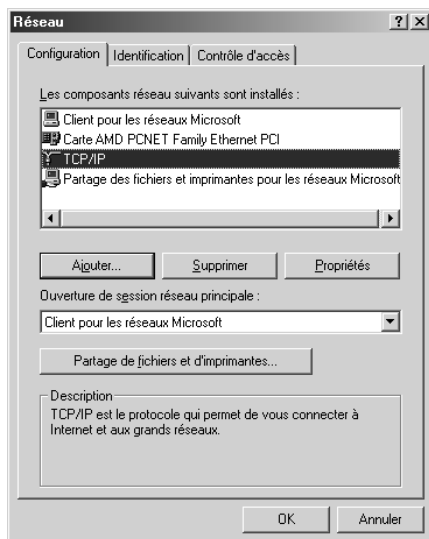 Réseau
Configuration Identification Contrôle d'accès
Les composants réseau suivants sont installés :
Client pour les réseaux Microsoft
Carte AMD PCNET Family Ethernet PCI
TCP/IP
Partage des fichiers et imprimantes pour les réseaux Microsoft
Ajouter... Supprimer Propriétés
Ouverture de session réseau principale :
Client pour les réseaux Microsoft
Partage de fichiers et d'imprimantes...
Description
TCP/IP est le protocole qui permet de vous connecter à
Internet et aux grands réseaux.
OK Annuler